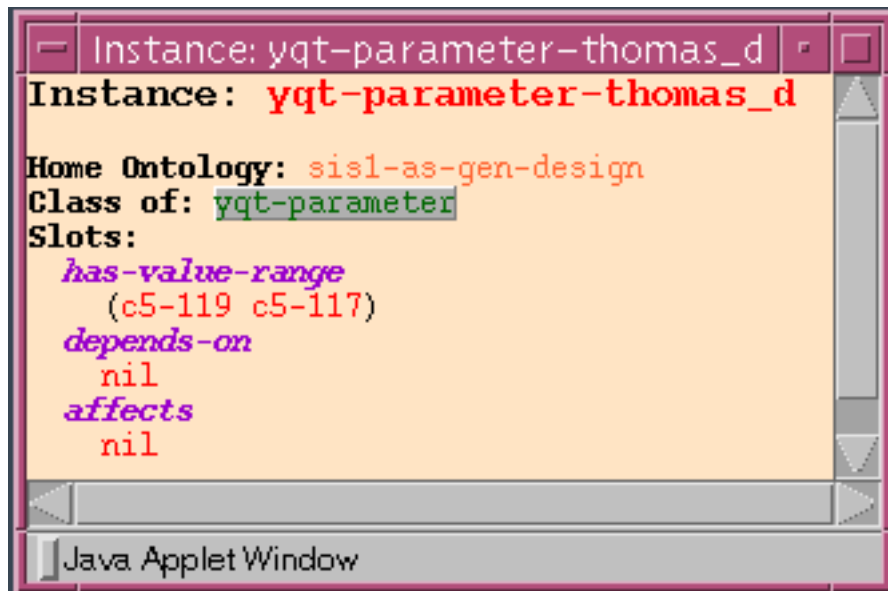 Instance: yqt-parameter-thomas_d
Instance: yqt-parameter-thomas_d
Home Ontology: sis1-as-gen-design
Class of: yqt-parameter
Slots:
has-value-range
(c5-119 c5-117)
depends-on
nil
affects
nil
Java Applet Window